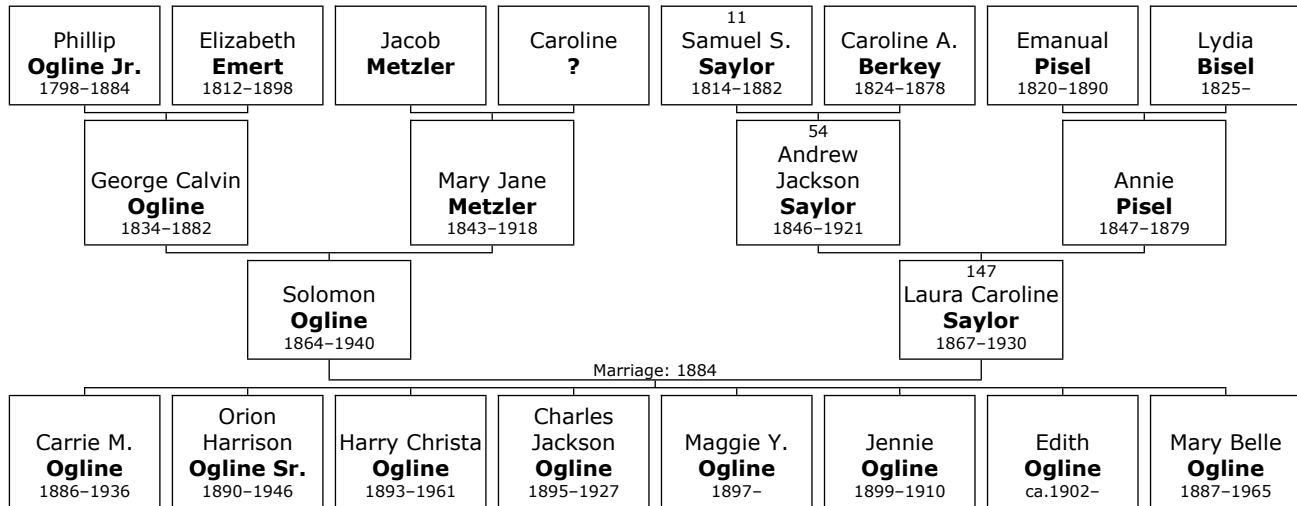 Phillip
Ogline Jr.
1798–1884
Elizabeth
Emert
1812–1898
Jacob
Metzler
Caroline
?
11
Samuel S.
Saylor
1814–1882
Caroline A.
Berkey
1824–1878
Emanual
Pisel
1820–1890
Lydia
Bisel
1825–
George Calvin
Ogline
1834–1882
Mary Jane
Metzler
1843–1918
54
Andrew
Jackson
Saylor
1846–1921
Annie
Pisel
1847–1879
Solomon
Ogline
1864–1940
147
Laura Caroline
Saylor
1867–1930
Marriage: 1884
Carrie M.
Ogline
1886–1936
Orion
Harrison
Ogline Sr.
1890–1946
Harry Christa
Ogline
1893–1961
Charles
Jackson
Ogline
1895–1927
Maggie Y.
Ogline
1897–
Jennie
Ogline
1899–1910
Edith
Ogline
ca.1902–
Mary Belle
Ogline
1887–1965